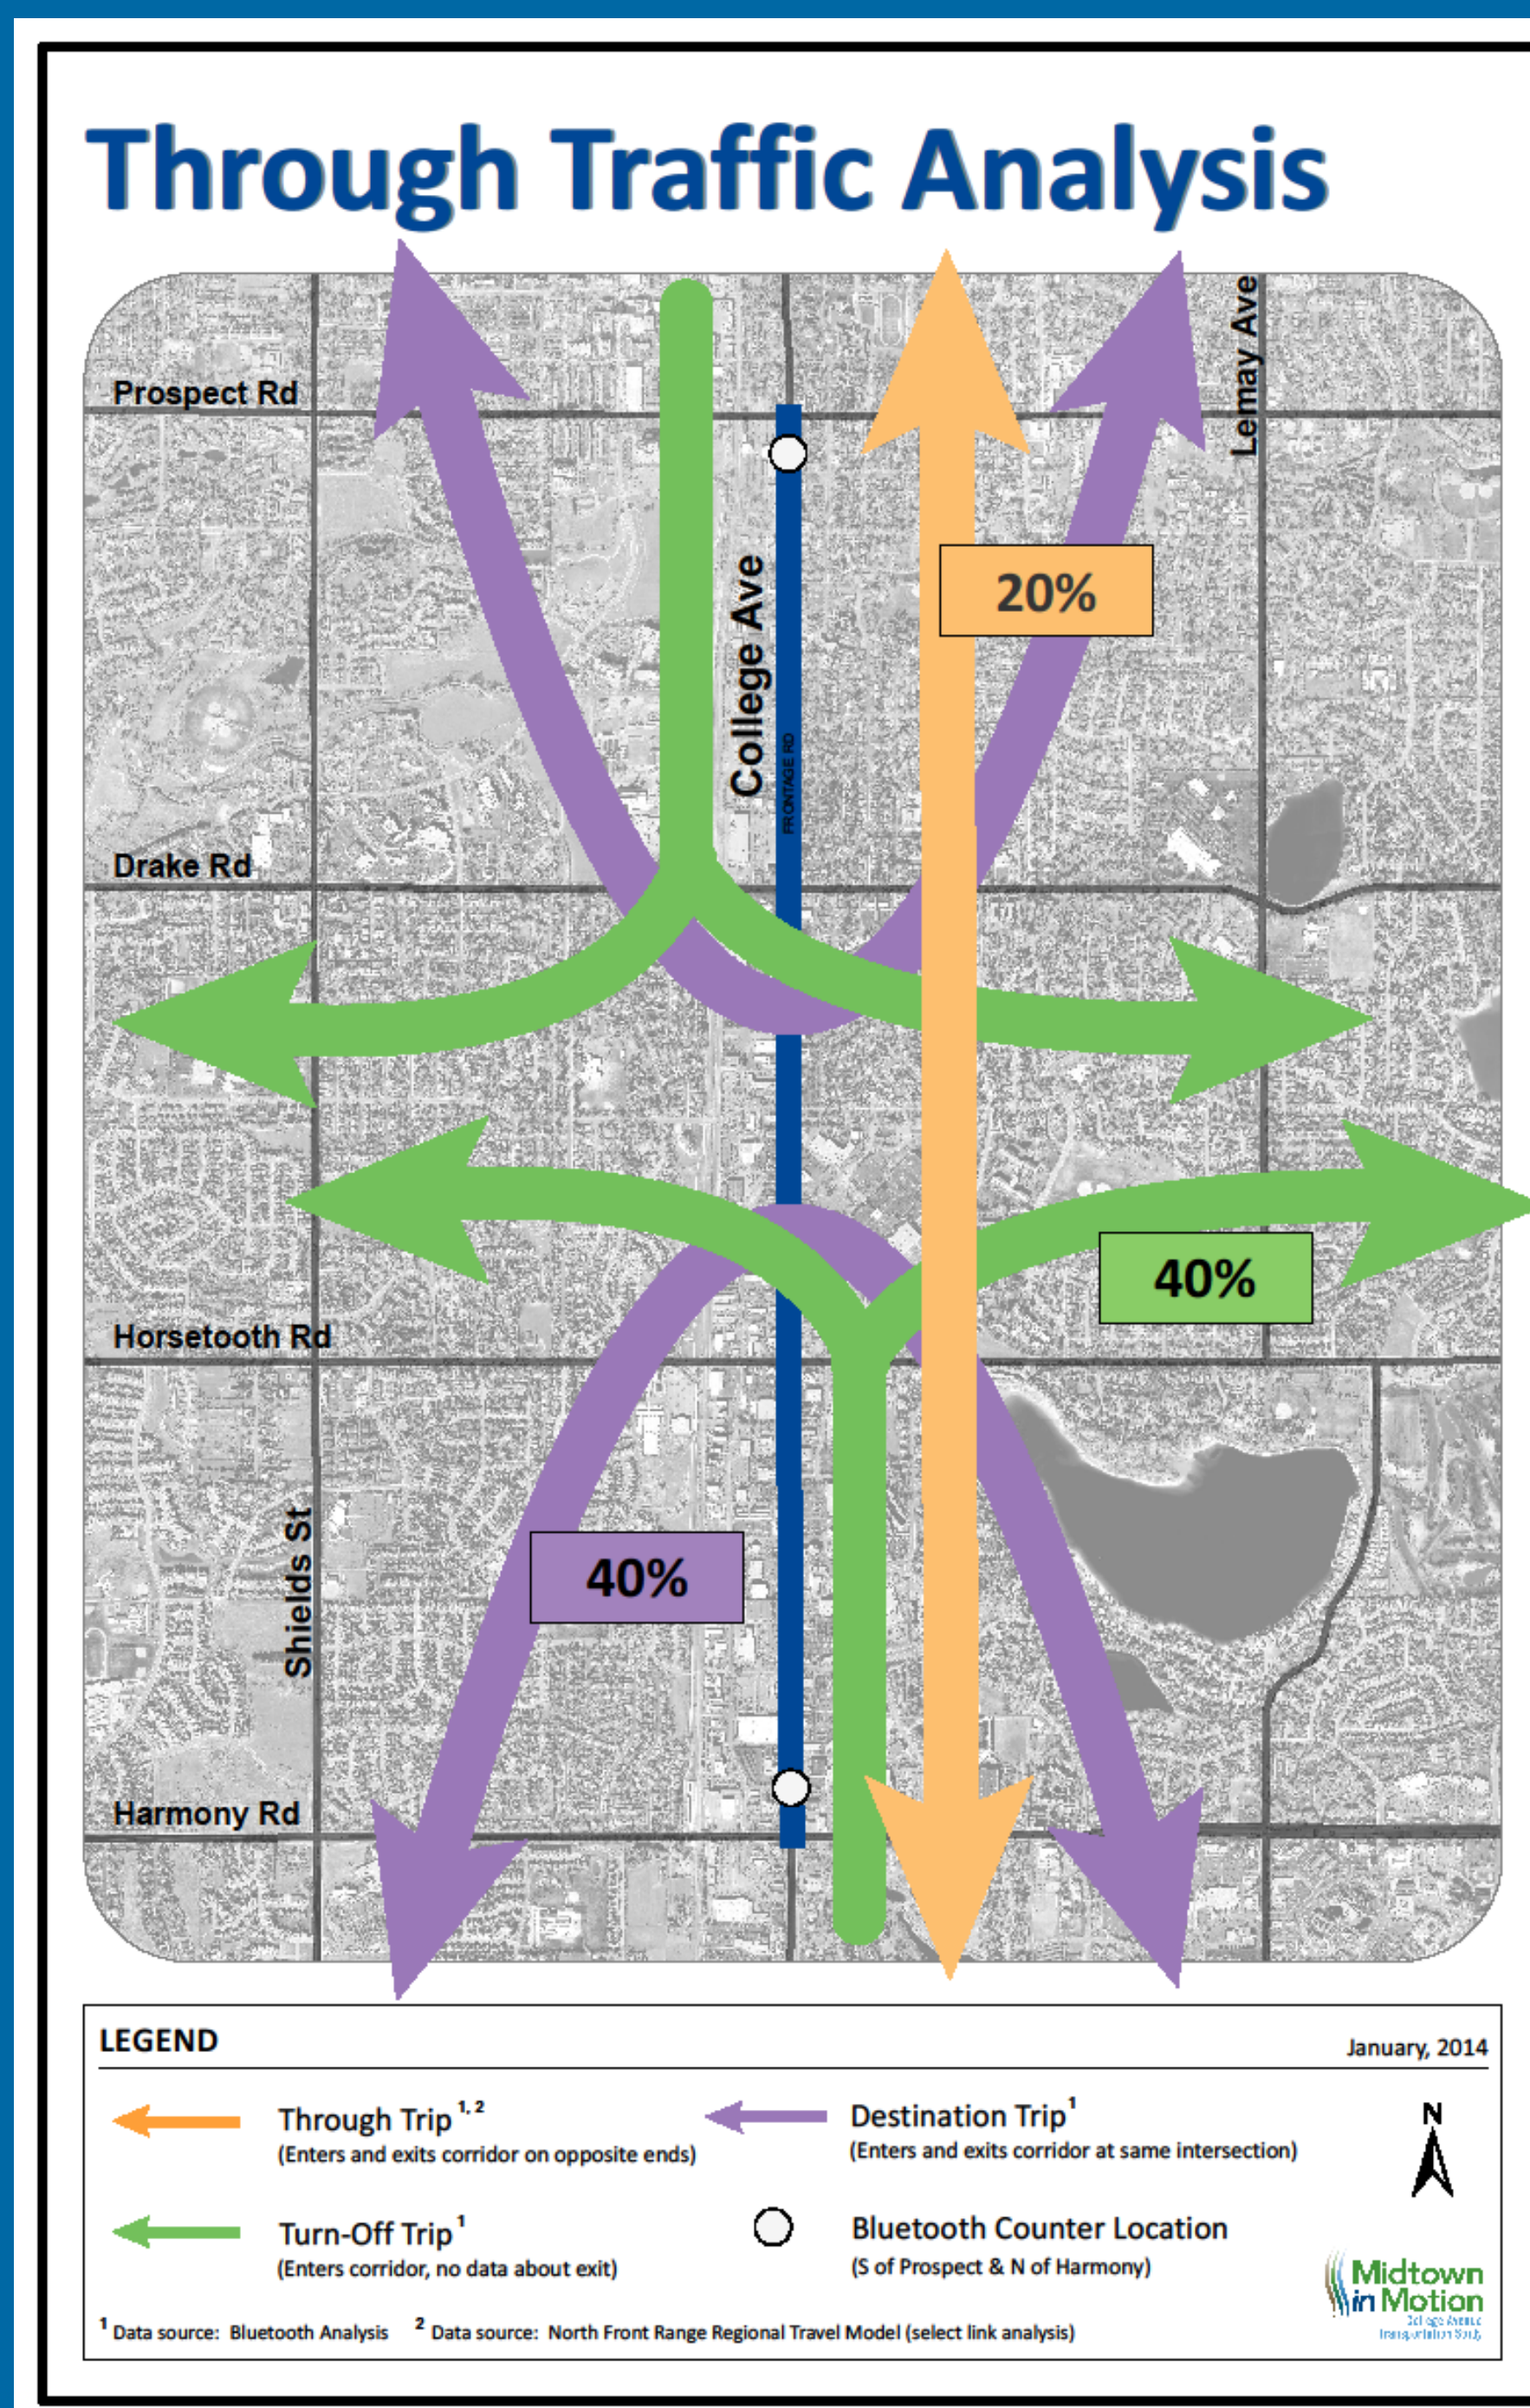 Through Traffic Analysis
Lemay Ave
Prospect Rd
20%
College Ave
FRONTAGE RD
Drake Rd
40%
Horsetooth Rd
Shields St
40%
Harmony Rd
LEGEND
January, 2014
Through Trip 1, 2
(Enters and exits corridor on opposite ends)
Destination Trip 1
(Enters and exits corridor at same intersection)
N
Turn-Off Trip 1
(Enters corridor, no data about exit)
Bluetooth Counter Location
(S of Prospect & N of Harmony)
Midtown
in Motion
College Avenue
Transportation Study
1 Data source: Bluetooth Analysis 2 Data source: North Front Range Regional Travel Model (select link analysis)